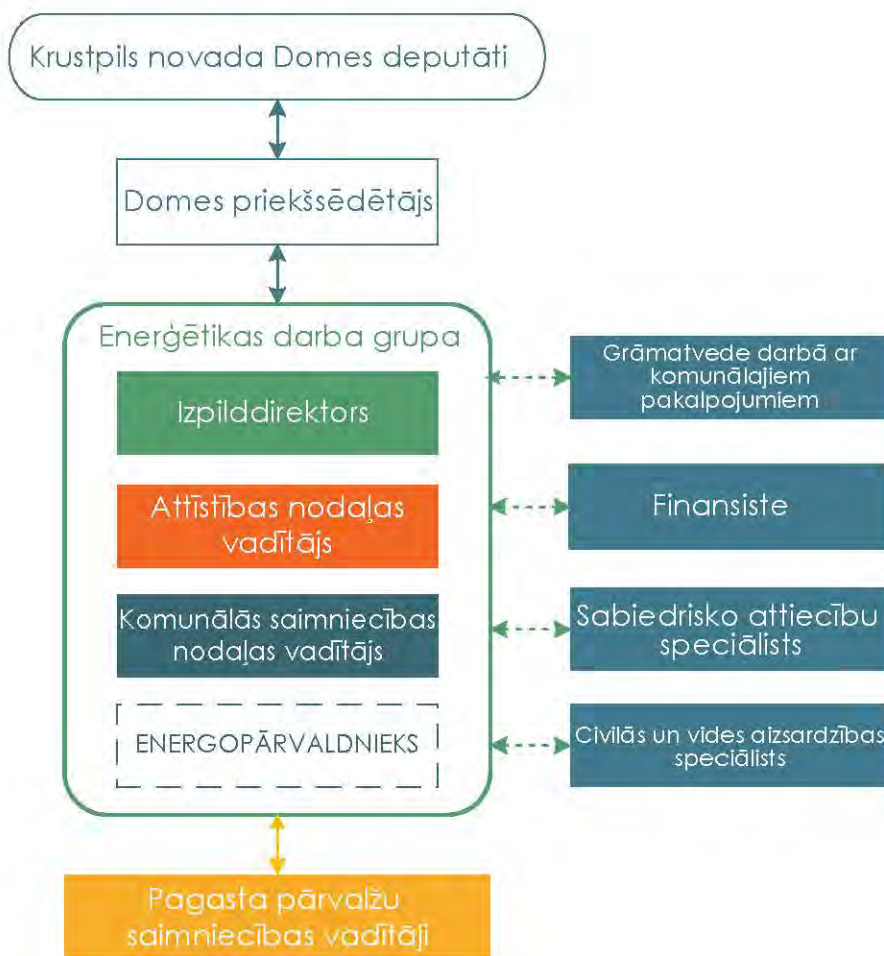 Krustpils novada Domes deputāti
Domes priekšsēdētājs
Enerģētikas darba grupa
Izpilddirektors
Attīstības nodaļas
vadītājs
Komunālās saimniecības
nodaļas vadītājs
ENERGOPĀRVALDNIEKS
Grāmatvede darbā ar
komunālajiem
pakalpojumiem
Finansiste
Sabiedrisko attiecību
speciālists
Civilās un vides aizsardzības
speciālists
Pagasta pārvalžu
saimniecības vadītāji